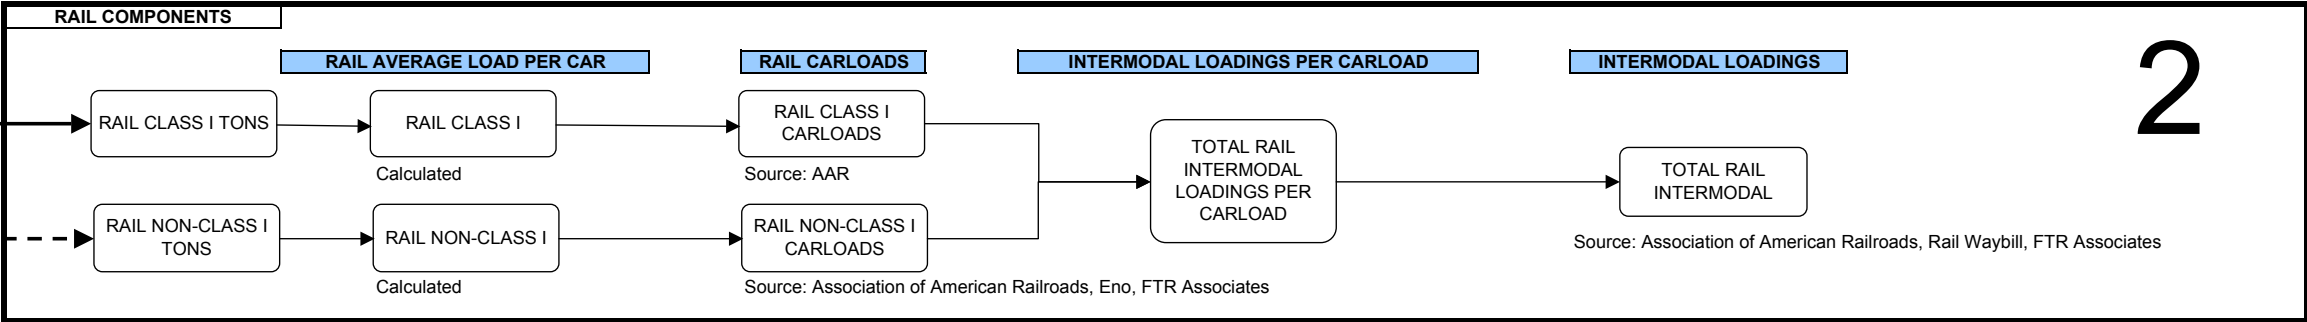 RAIL COMPONENTS
RAIL AVERAGE LOAD PER CAR
RAIL CARLOADS
INTERMODAL LOADINGS PER CARLOAD
INTERMODAL LOADINGS
2
RAIL CLASS I TONS
RAIL CLASS I
Calculated
RAIL CLASS I
CARLOADS
Source: AAR
RAIL NON-CLASS I
TONS
RAIL NON-CLASS I
Calculated
RAIL NON-CLASS I
CARLOADS
Source: Association of American Railroads, Eno, FTR Associates
TOTAL RAIL
INTERMODAL
LOADINGS PER
CARLOAD
TOTAL RAIL
INTERMODAL
Source: Association of American Railroads, Rail Waybill, FTR Associates